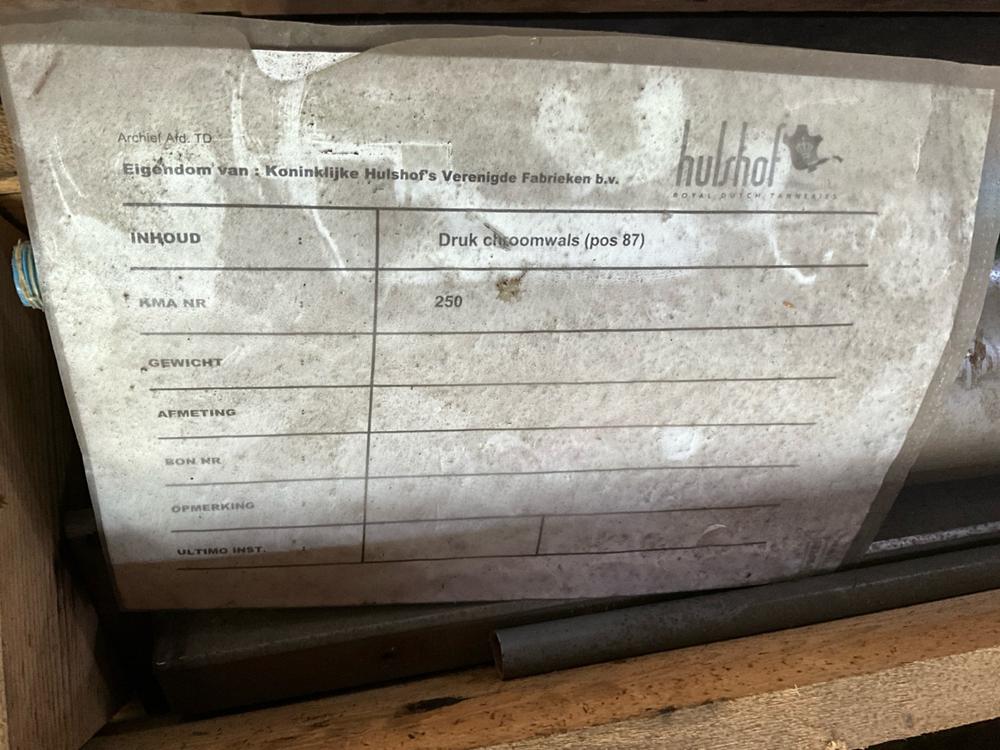 Archief Afd. TD
Eigendom van : Koninklijke Hulshof's Verenigde Fabrieken b.v.
hulshof
ROYAL DUTCH TANNERIES
INHOUD : Druk chroomwals (pos 87)
KMA NR : 250
GEWICHT :
AFMETING
BON NR
OPMERKING
ULTIMO INST. :